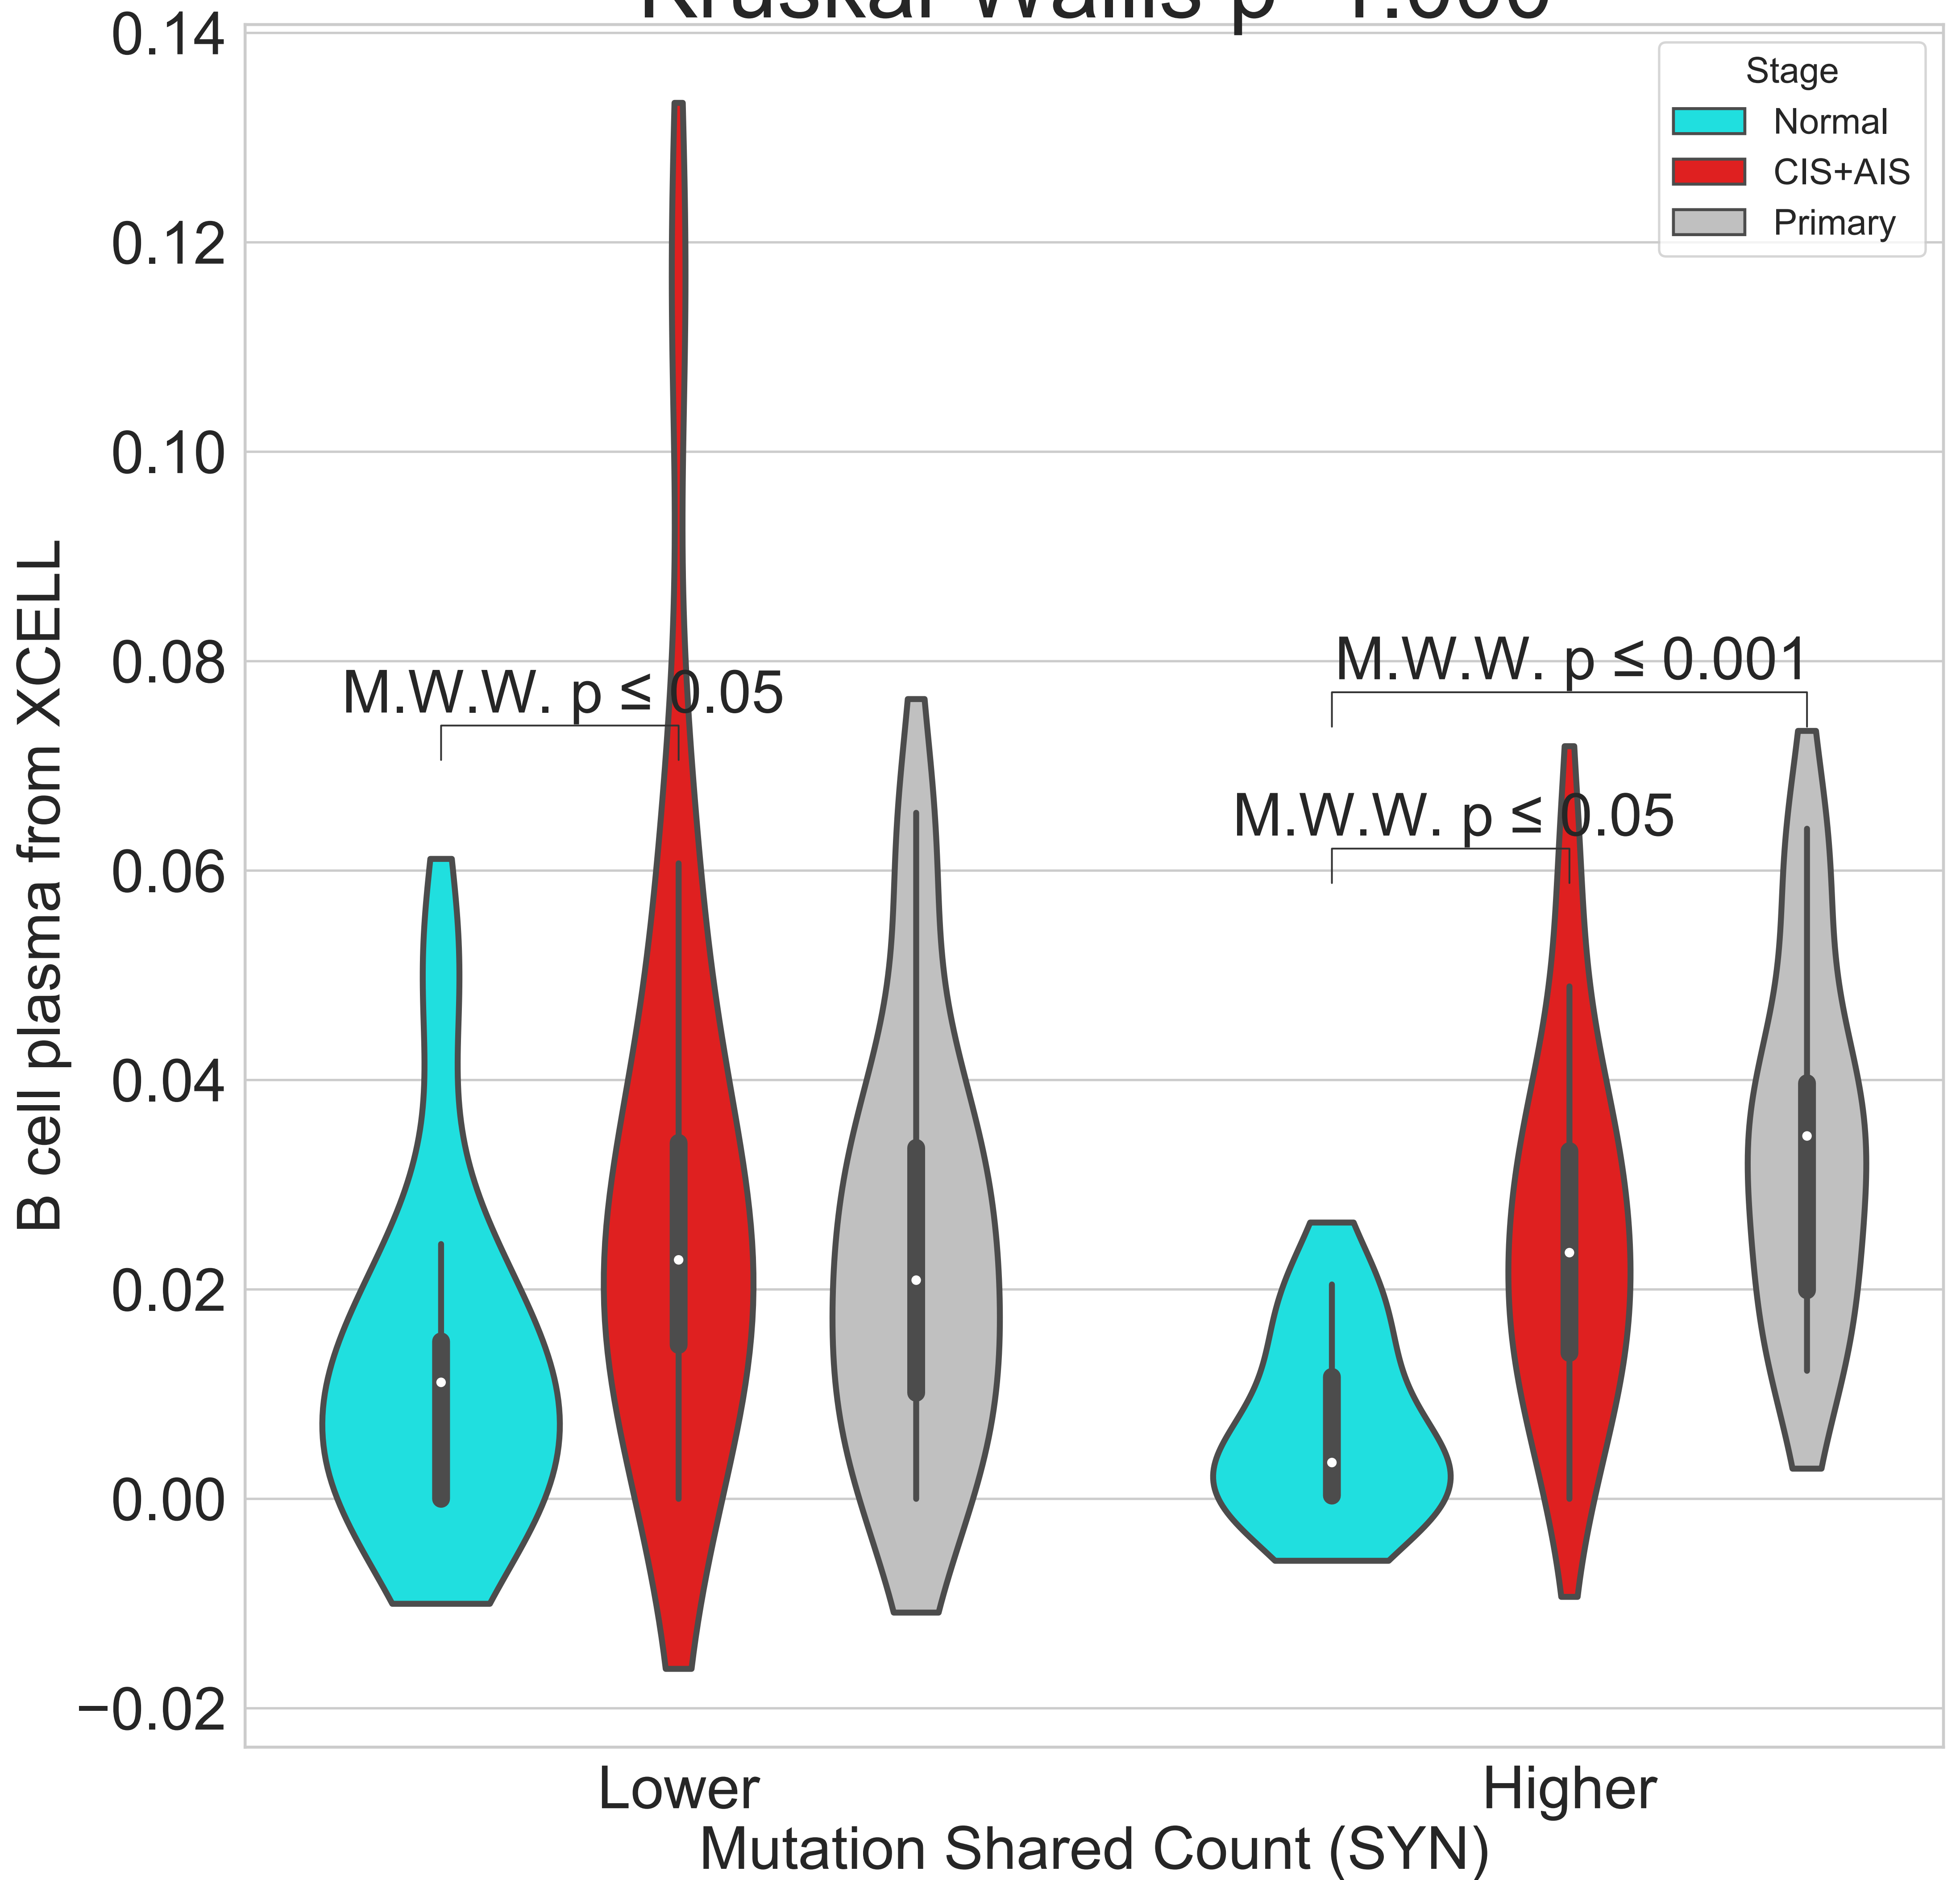 Kruskal Wallis p
0.14
0.12
0.10
0.08
0.06
0.04
0.02
0.00
−0.02
B cell plasma from XCELL
Stage
Normal
CIS+AIS
Primary
M.W.W. p ≤ 0.05
M.W.W. p ≤ 0.001
M.W.W. p ≤ 0.05
Lower
Higher
Mutation Shared Count (SYN)